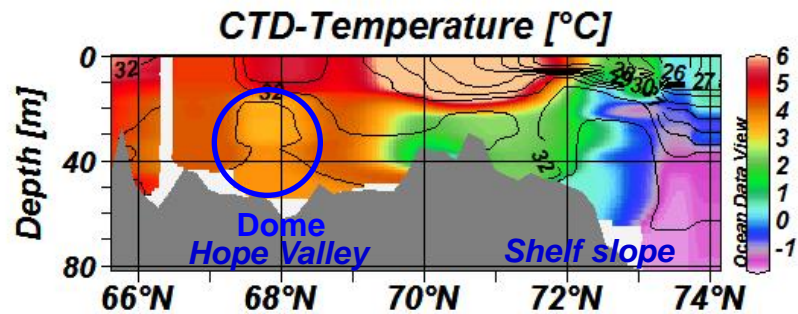 CTD-Temperature [°C]
Depth [m]
0
40
80
32
32
32
28
29
30
26
27
Dome
Hope Valley
Shelf slope
66°N
68°N
70°N
72°N
74°N
Ocean Data View
6
5
4
3
2
1
0
-1